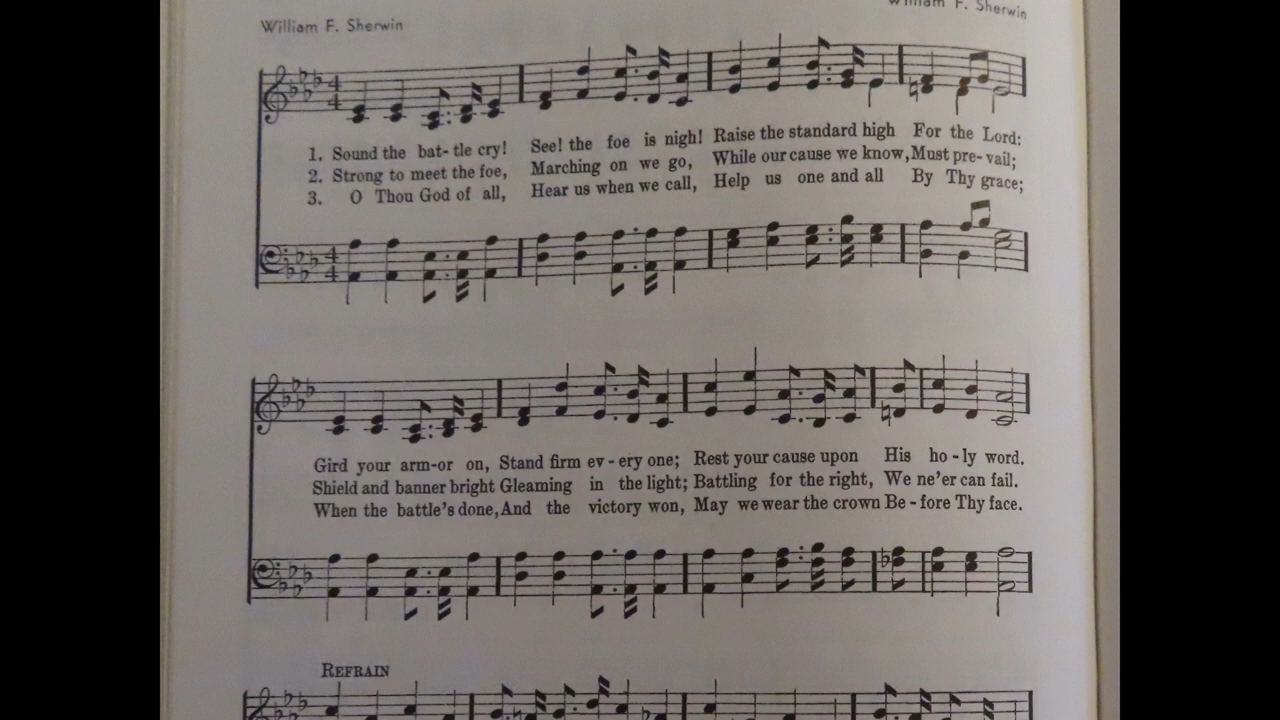 William F. Sherwin
William F. Sherwin
4
4
1. Sound the bat-tle cry! See! the foe is nigh! Raise the standard high For the Lord:
2. Strong to meet the foe, Marching on we go, While our cause we know, Must pre-vail;
3. O Thou God of all, Hear us when we call, Help us one and all By Thy grace;
4
4
Gird your arm-or on, Stand firm ev-ery one; Rest your cause upon His ho-ly word.
Shield and banner bright Gleaming in the light; Battling for the right, We ne'er can fail.
When the battle's done, And the victory won, May we wear the crown Be-fore Thy face.
REFRAIN